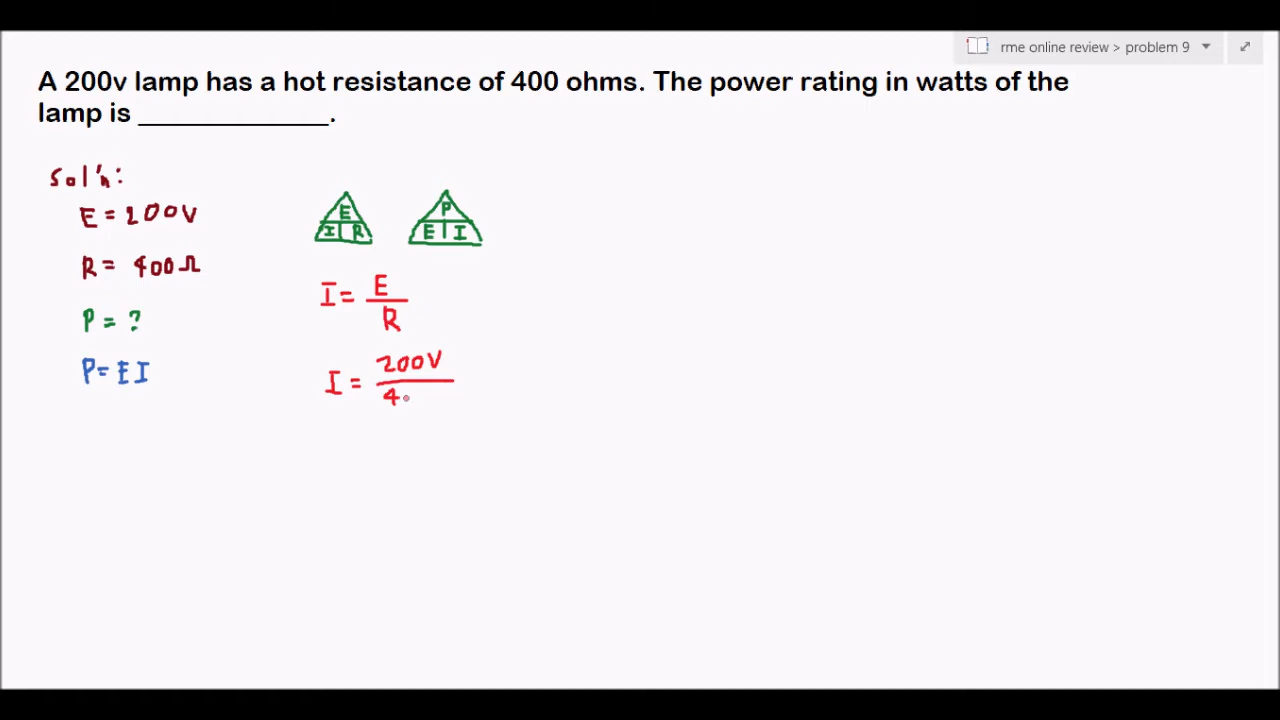 rme online review > problem 9
A 200v lamp has a hot resistance of 400 ohms. The power rating in watts of the
lamp is _____________.
Sol'n:
E = 200V
R = 400Ω
P = ?
P = EI
E
I R
P
E I
I = E
R
I = 200V
4